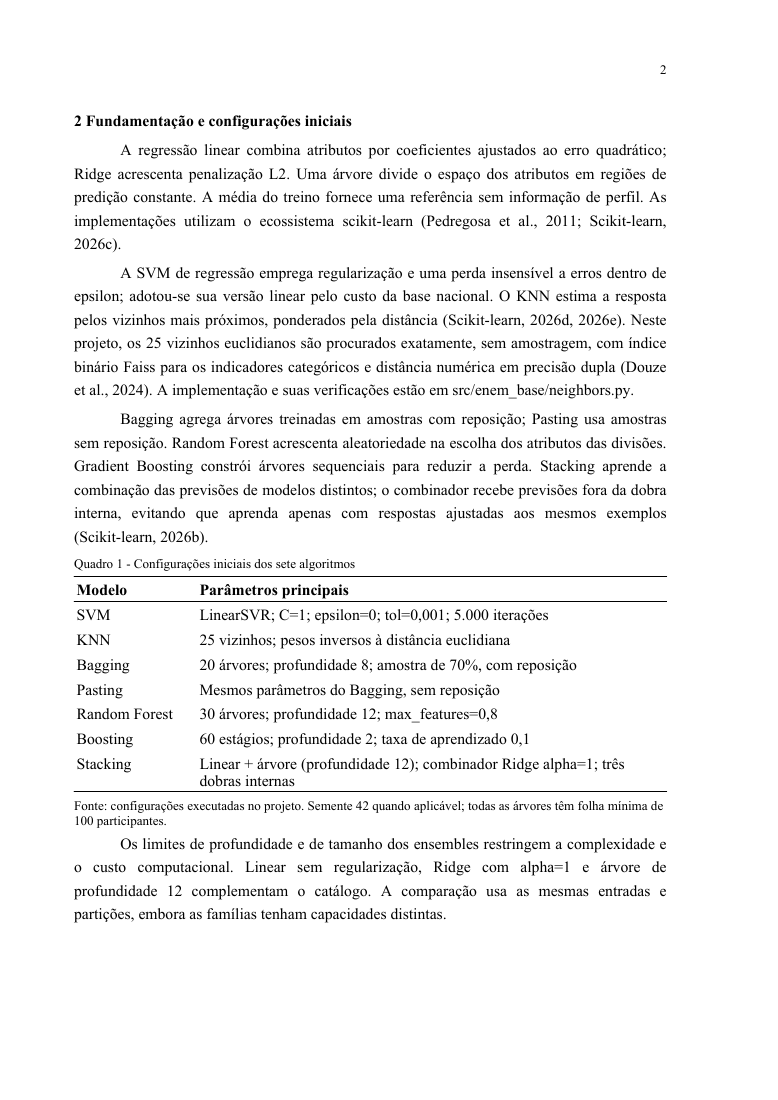 2
2 Fundamentação e configurações iniciais
A regressão linear combina atributos por coeficientes ajustados ao erro quadrático;
Ridge acrescenta penalização L2. Uma árvore divide o espaço dos atributos em regiões de
predição constante. A média do treino fornece uma referência sem informação de perfil. As
implementações utilizam o ecossistema scikit-learn (Pedregosa et al., 2011; Scikit-learn,
2026c).
A SVM de regressão emprega regularização e uma perda insensível a erros dentro de
epsilon; adotou-se sua versão linear pelo custo da base nacional. O KNN estima a resposta
pelos vizinhos mais próximos, ponderados pela distância (Scikit-learn, 2026d, 2026e). Neste
projeto, os 25 vizinhos euclidianos são procurados exatamente, sem amostragem, com índice
binário Faiss para os indicadores categóricos e distância numérica em precisão dupla (Douze
et al., 2024). A implementação e suas verificações estão em src/enem_base/neighbors.py.
Bagging agrega árvores treinadas em amostras com reposição; Pasting usa amostras
sem reposição. Random Forest acrescenta aleatoriedade na escolha dos atributos das divisões.
Gradient Boosting constrói árvores sequenciais para reduzir a perda. Stacking aprende a
combinação das previsões de modelos distintos; o combinador recebe previsões fora da dobra
interna, evitando que aprenda apenas com respostas ajustadas aos mesmos exemplos
(Scikit-learn, 2026b).
Quadro 1 - Configurações iniciais dos sete algoritmos
Modelo Parâmetros principais
SVM LinearSVR; C=1; epsilon=0; tol=0,001; 5.000 iterações
KNN 25 vizinhos; pesos inversos à distância euclidiana
Bagging 20 árvores; profundidade 8; amostra de 70%, com reposição
Pasting Mesmos parâmetros do Bagging, sem reposição
Random Forest 30 árvores; profundidade 12; max_features=0,8
Boosting 60 estágios; profundidade 2; taxa de aprendizado 0,1
Stacking Linear + árvore (profundidade 12); combinador Ridge alpha=1; três
dobras internas
Fonte: configurações executadas no projeto. Semente 42 quando aplicável; todas as árvores têm folha mínima de
100 participantes.
Os limites de profundidade e de tamanho dos ensembles restringem a complexidade e
o custo computacional. Linear sem regularização, Ridge com alpha=1 e árvore de
profundidade 12 complementam o catálogo. A comparação usa as mesmas entradas e
partições, embora as famílias tenham capacidades distintas.